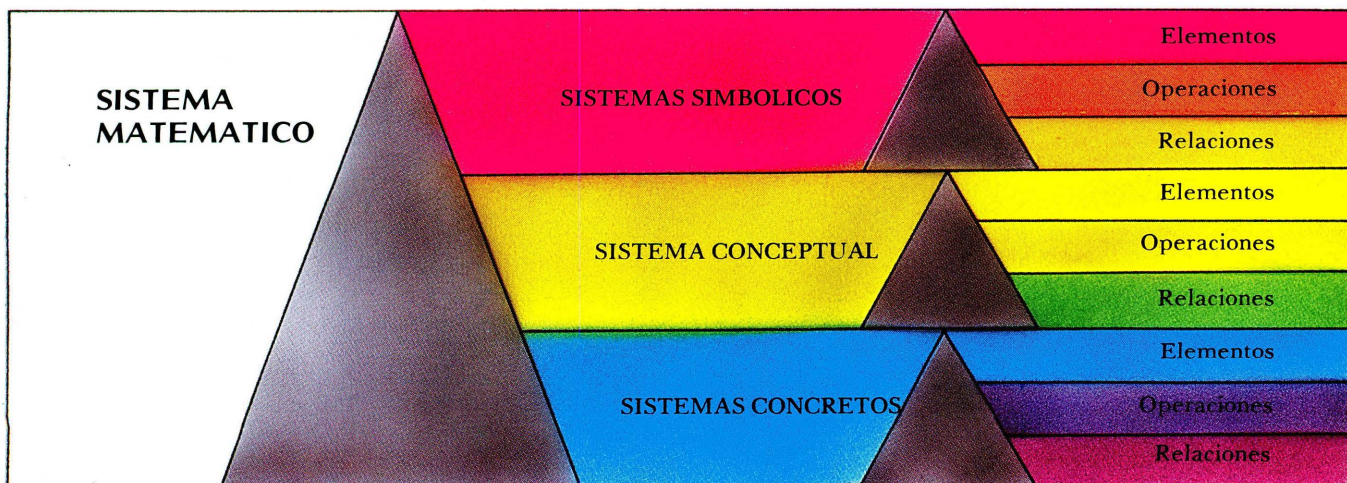 SISTEMA
MATEMATICO
SISTEMAS SIMBOLICOS
Elementos
Operaciones
Relaciones
SISTEMA CONCEPTUAL
Elementos
Operaciones
Relaciones
SISTEMAS CONCRETOS
Elementos
Operaciones
Relaciones